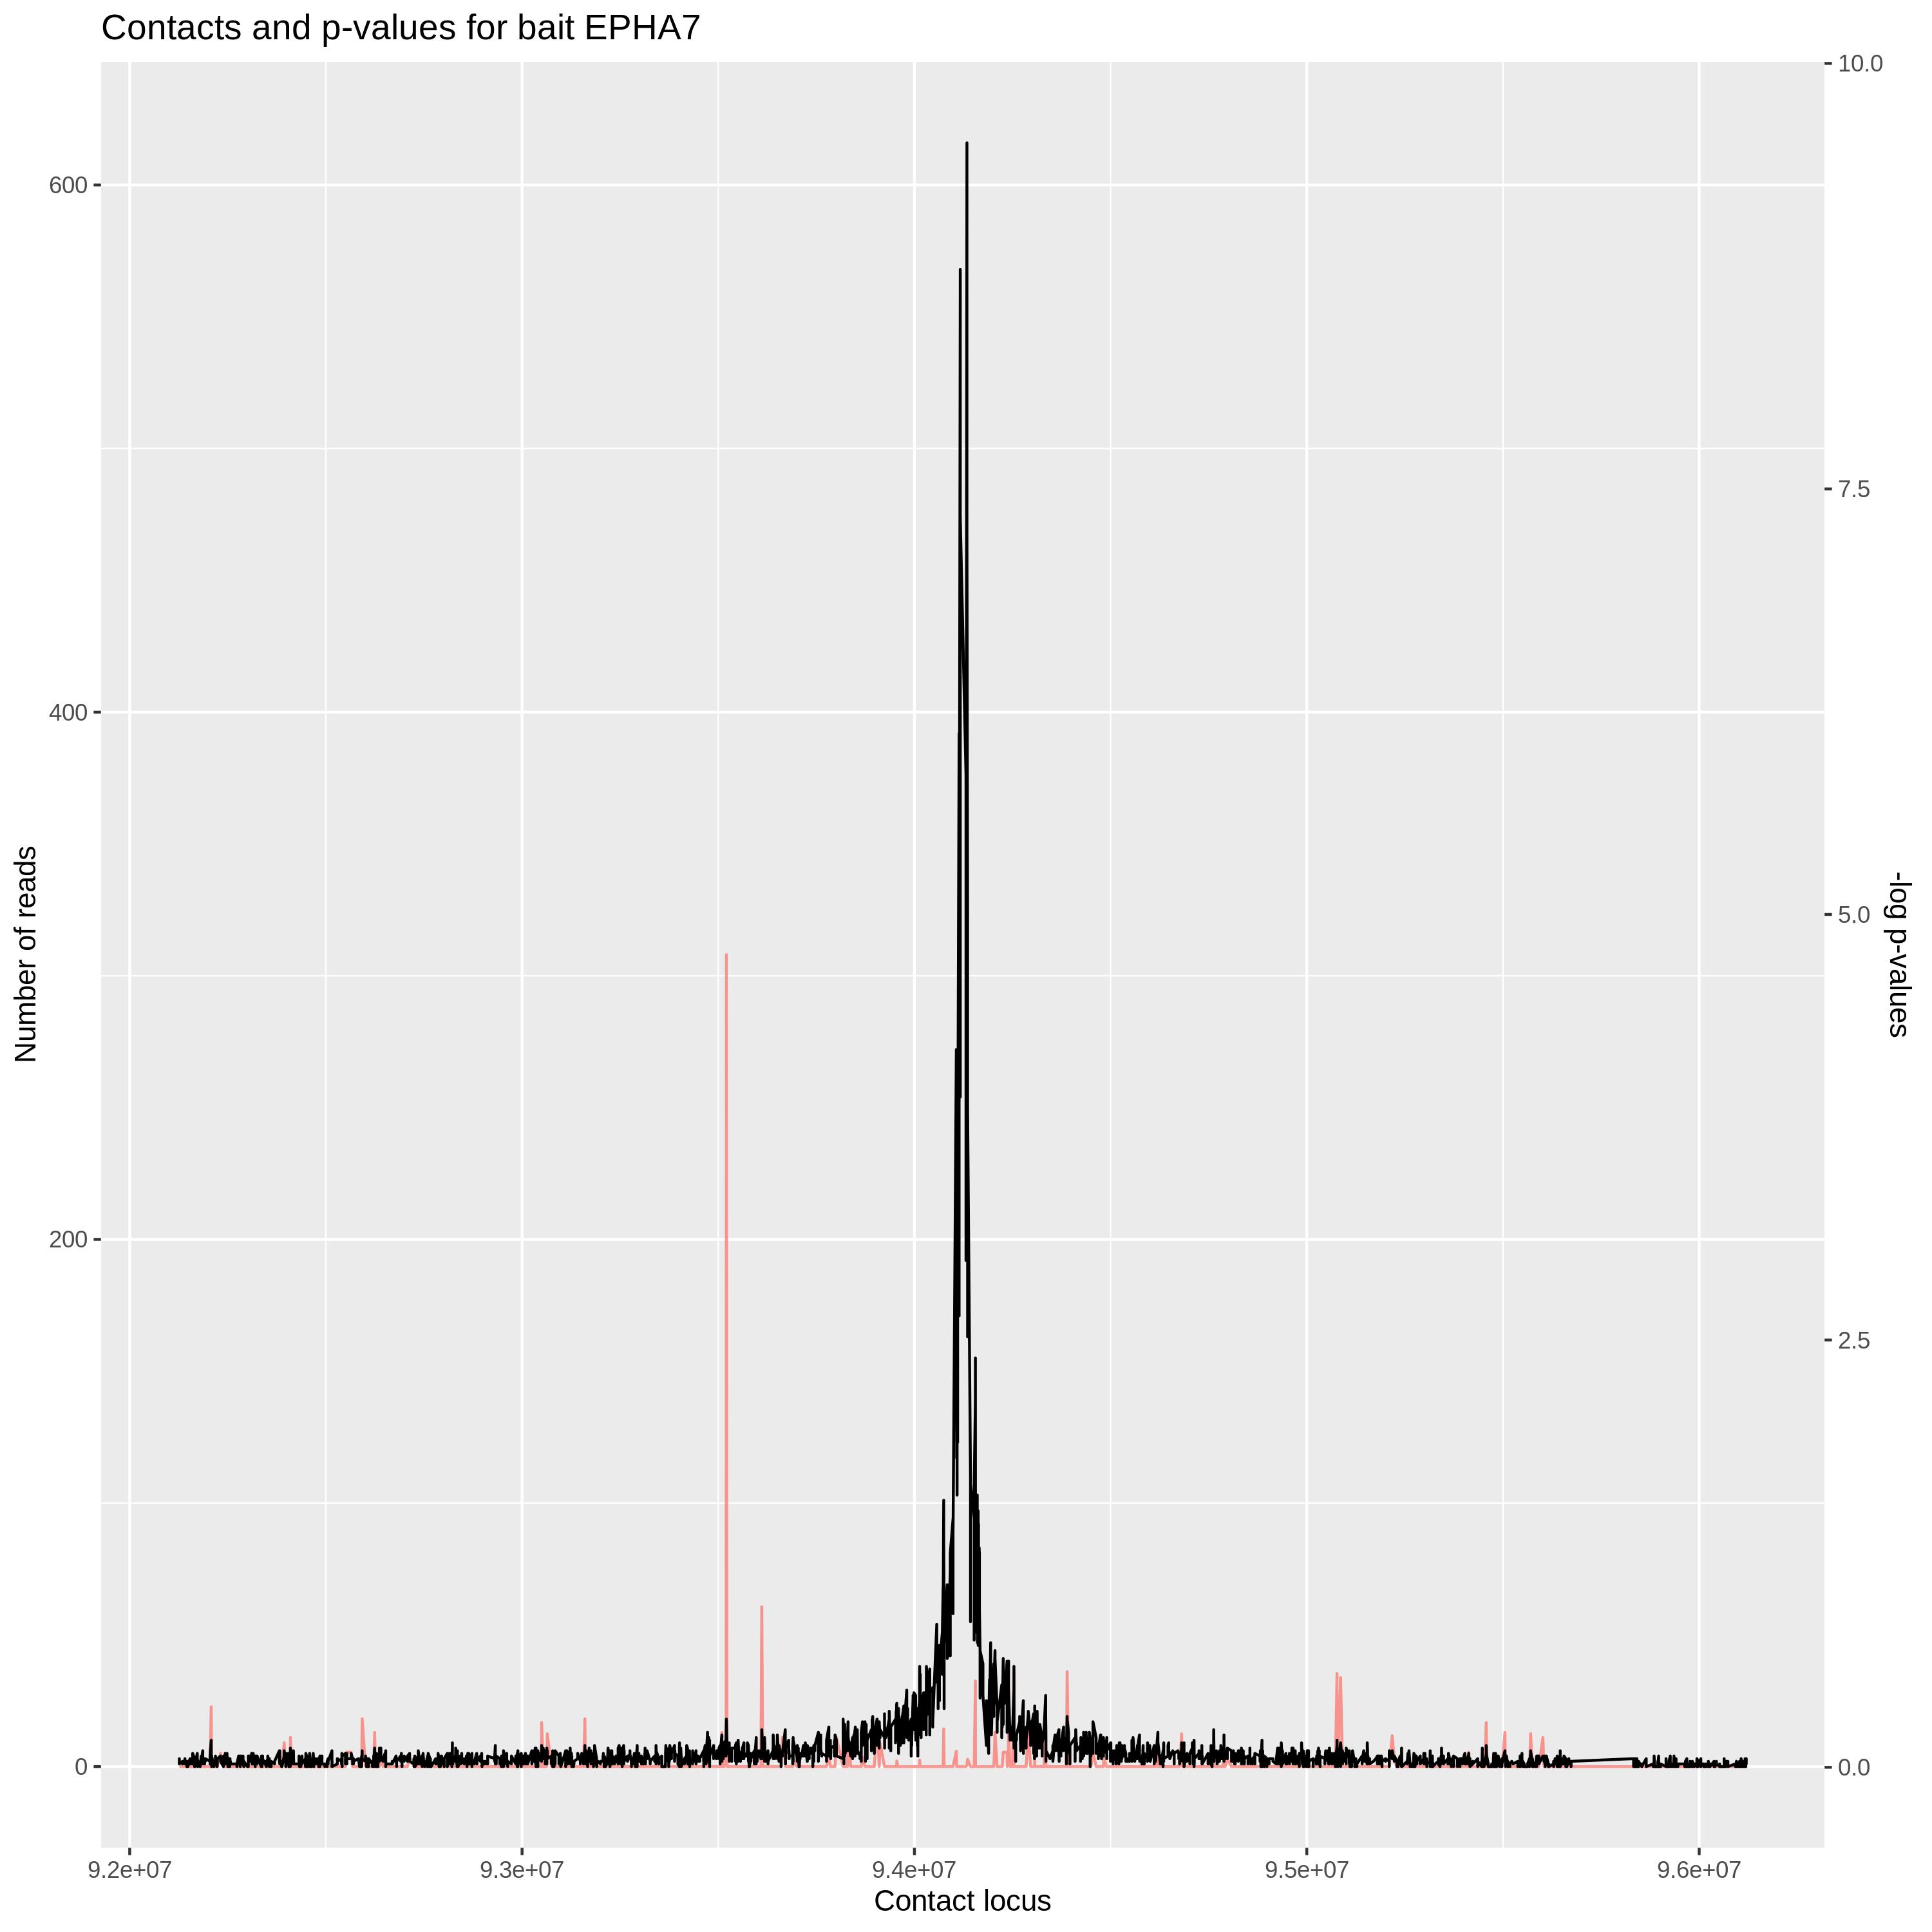 Contacts and p-values for bait EPHA7
10.0
600
7.5
400
5.0
Number of reads
-log p-values
200
2.5
0
0.0
9.2e+07 9.3e+07 9.4e+07 9.5e+07 9.6e+07
Contact locus